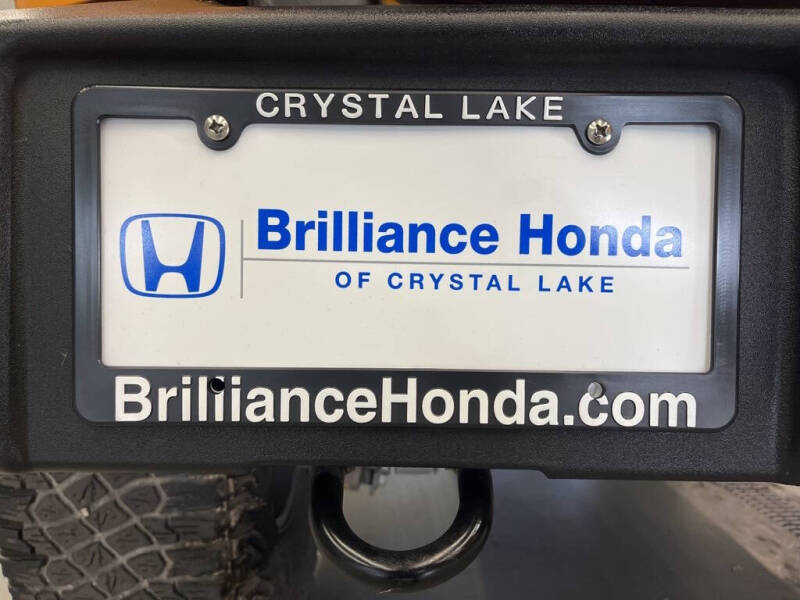 CRYSTAL LAKE
Brilliance Honda
OF CRYSTAL LAKE
BrillianceHonda.com